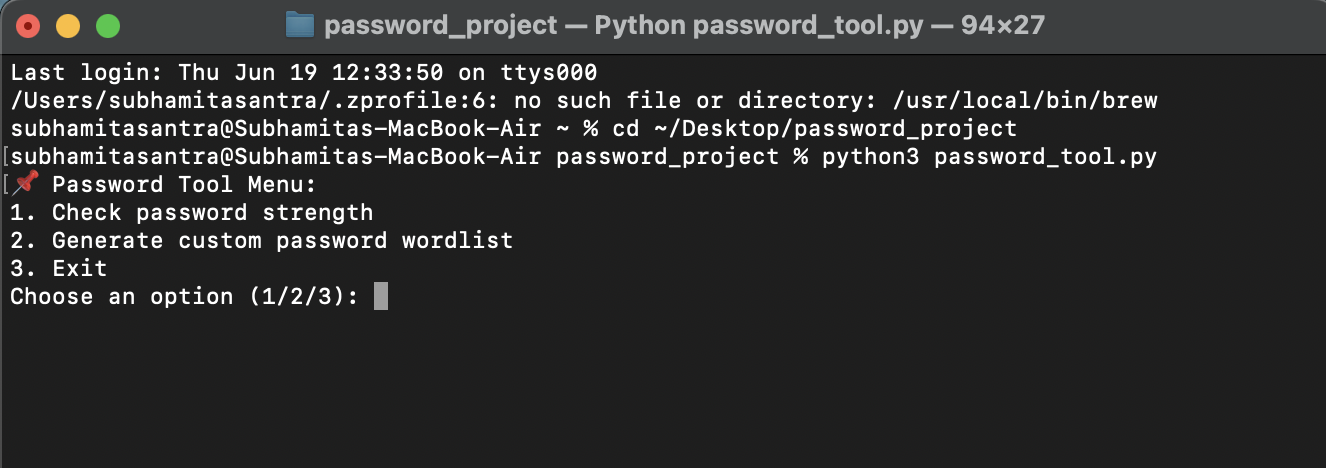 password_project — Python password_tool.py — 94×27
Last login: Thu Jun 19 12:33:50 on ttys000
/Users/subhamitasantra/.zprofile:6: no such file or directory: /usr/local/bin/brew
subhamitasantra@Subhamitas-MacBook-Air ~ % cd ~/Desktop/password_project
[subhamitasantra@Subhamitas-MacBook-Air password_project % python3 password_tool.py
[📌 Password Tool Menu:
1. Check password strength
2. Generate custom password wordlist
3. Exit
Choose an option (1/2/3):